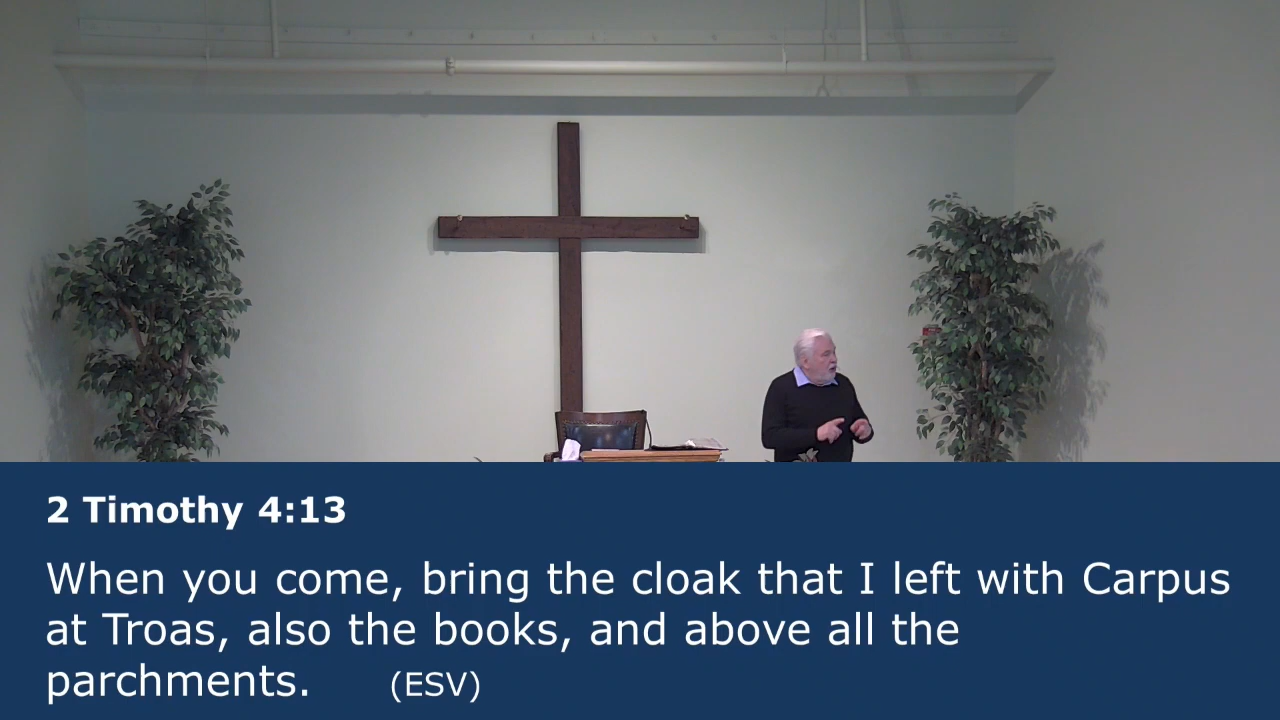 2 Timothy 4:13
When you come, bring the cloak that I left with Carpus
at Troas, also the books, and above all the
parchments. (ESV)